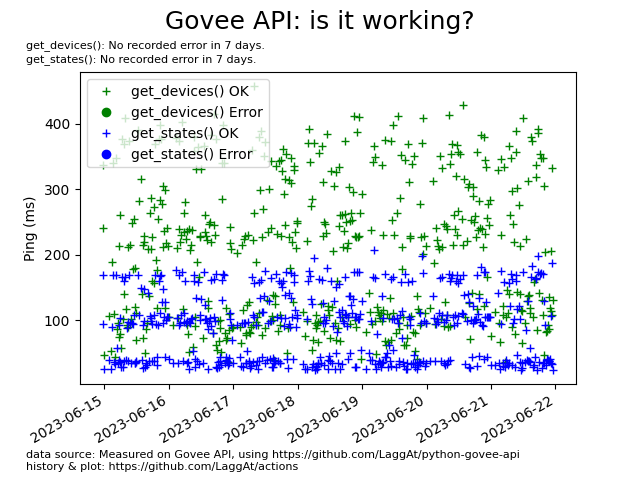 Govee API: is it working?
get_devices(): No recorded error in 7 days.
get_states(): No recorded error in 7 days.
get_devices() OK
get_devices() Error
get_states() OK
get_states() Error
Ping (ms)
400
300
200
100
2023-06-15
2023-06-16
2023-06-17
2023-06-18
2023-06-19
2023-06-20
2023-06-21
2023-06-22
data source: Measured on Govee API, using https://github.com/LaggAt/python-govee-api
history & plot: https://github.com/LaggAt/actions